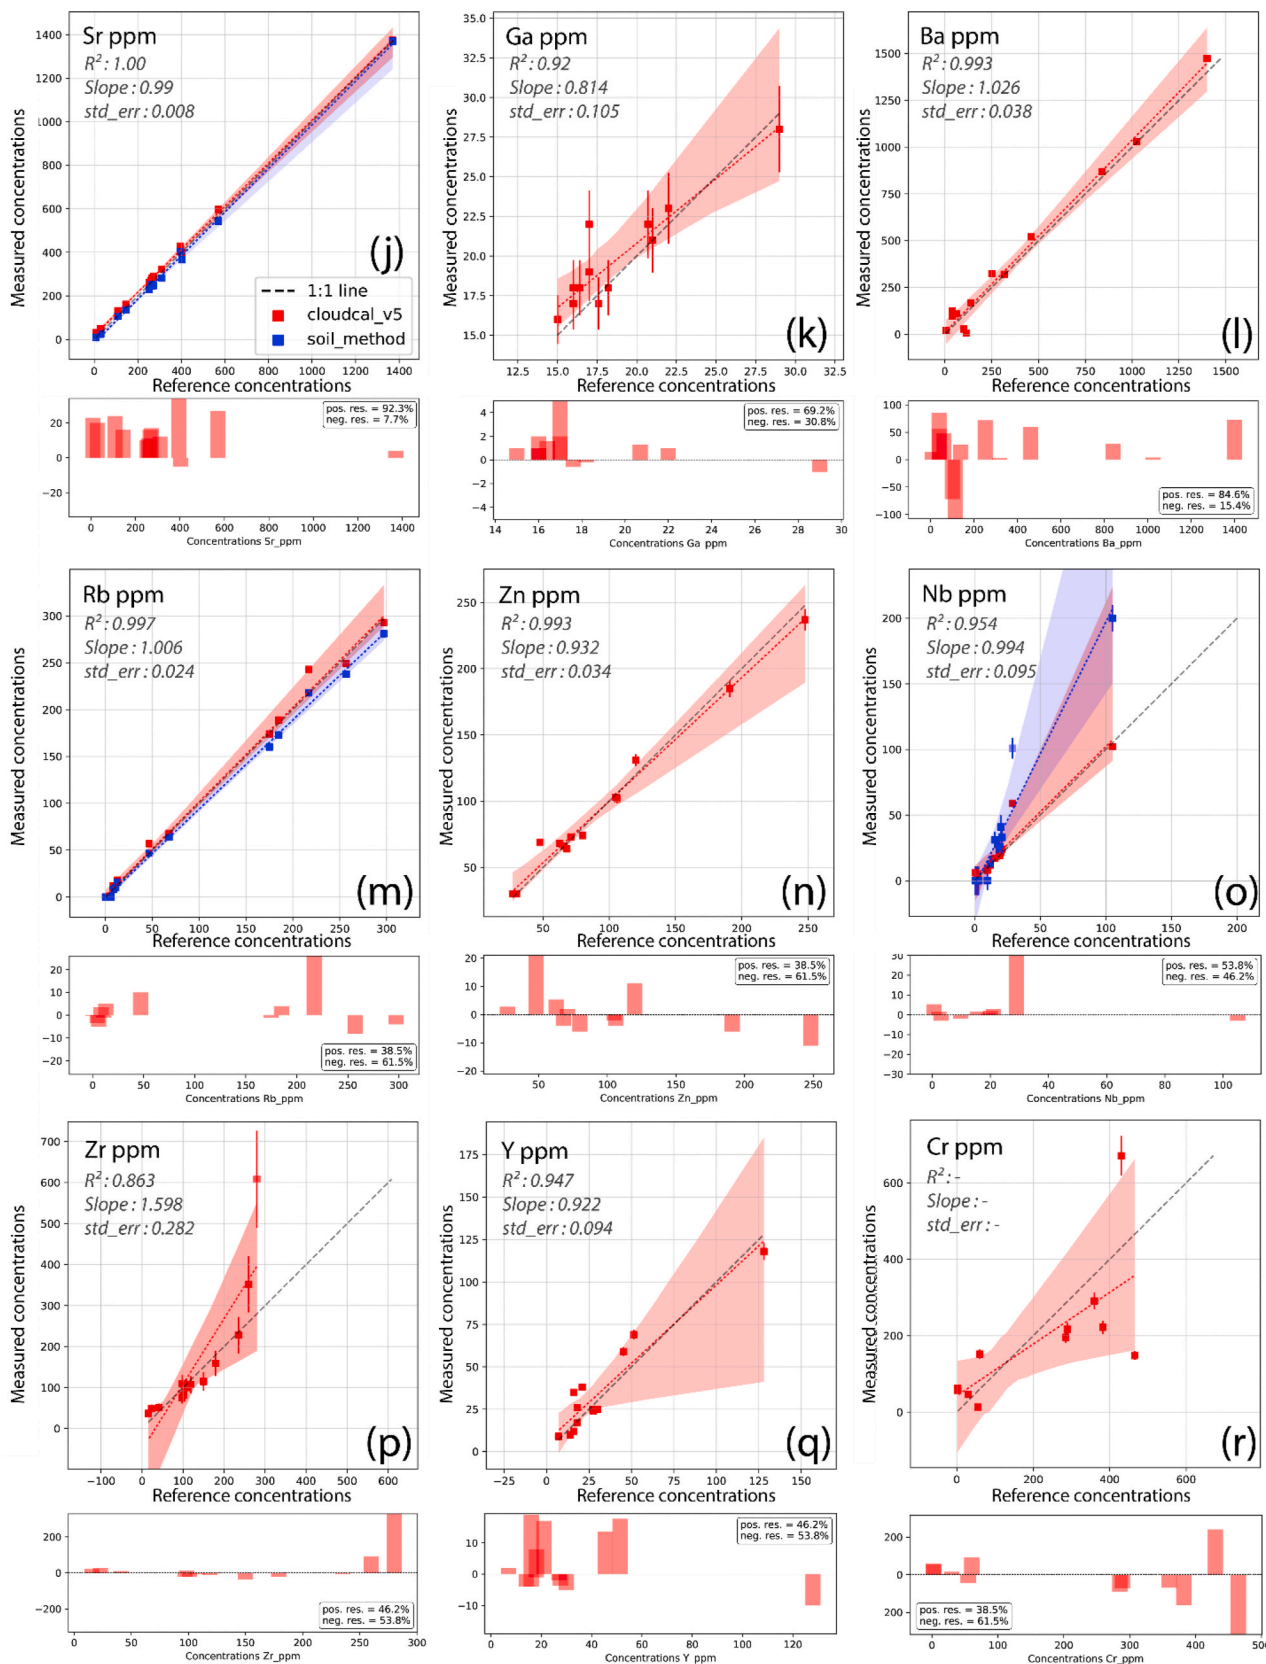 Sr ppm
R²: 1.00
Slope : 0.99
std_err : 0.008
1400
1200
1000
800
600
400
200
0
Measured concentrations
(j)
1:1 line
cloudcal_v5
soil_method
0 200 400 600 800 1000 1200 1400
Reference concentrations
Ga ppm
R²: 0.92
Slope : 0.814
std_err : 0.105
35.0
32.5
30.0
27.5
25.0
22.5
20.0
17.5
15.0
Measured concentrations
(k)
12.5 15.0 17.5 20.0 22.5 25.0 27.5 30.0 32.5
Reference concentrations
Ba ppm
R²: 0.993
Slope : 1.026
std_err : 0.038
1500
1250
1000
750
500
250
0
Measured concentrations
(l)
0 250 500 750 1000 1250 1500
Reference concentrations
20
0
−20
pos. res. = 92.3%
neg. res. = 7.7%
0 200 400 600 800 1000 1200 1400
Concentrations Sr_ppm
4
2
0
−2
−4
pos. res. = 69.2%
neg. res. = 30.8%
14 16 18 20 22 24 26 28 30
Concentrations Ga_ppm
100
50
0
−50
−100
pos. res. = 84.6%
neg. res. = 15.4%
0 200 400 600 800 1000 1200 1400
Concentrations Ba_ppm
Rb ppm
R²: 0.997
Slope : 1.006
std_err : 0.024
300
250
200
150
100
50
0
Measured concentrations
(m)
0 50 100 150 200 250 300
Reference concentrations
Zn ppm
R²: 0.993
Slope : 0.932
std_err : 0.034
250
200
150
100
50
Measured concentrations
(n)
50 100 150 200 250
Reference concentrations
Nb ppm
R²: 0.954
Slope : 0.994
std_err : 0.095
200
150
100
50
0
Measured concentrations
(o)
0 50 100 150 200
Reference concentrations
20
10
0
−10
−20
pos. res. = 38.5%
neg. res. = 61.5%
0 50 100 150 200 250 300
Concentrations Rb_ppm
20
10
0
−10
−20
pos. res. = 38.5%
neg. res. = 61.5%
50 100 150 200 250
Concentrations Zn_ppm
30
20
10
0
−10
−20
−30
pos. res. = 53.8%
neg. res. = 46.2%
0 20 40 60 80 100
Concentrations Nb_ppm
Zr ppm
R²: 0.863
Slope : 1.598
std_err : 0.282
700
600
500
400
300
200
100
0
Measured concentrations
(p)
−100 0 100 200 300 400 500 600
Reference concentrations
Y ppm
R²: 0.947
Slope : 0.922
std_err : 0.094
175
150
125
100
75
50
25
0
Measured concentrations
(q)
−25 0 25 50 75 100 125 150
Reference concentrations
Cr ppm
R²: -
Slope : -
std_err : -
600
400
200
0
Measured concentrations
(r)
0 200 400 600
Reference concentrations
200
0
−200
pos. res. = 46.2%
neg. res. = 53.8%
0 50 100 150 200 250 300
Concentrations Zr_ppm
10
0
−10
pos. res. = 46.2%
neg. res. = 53.8%
0 20 40 60 80 100 120
Concentrations Y_ppm
200
0
200
pos. res. = 38.5%
neg. res. = 61.5%
0 100 200 300 400 500
Concentrations Cr_ppm